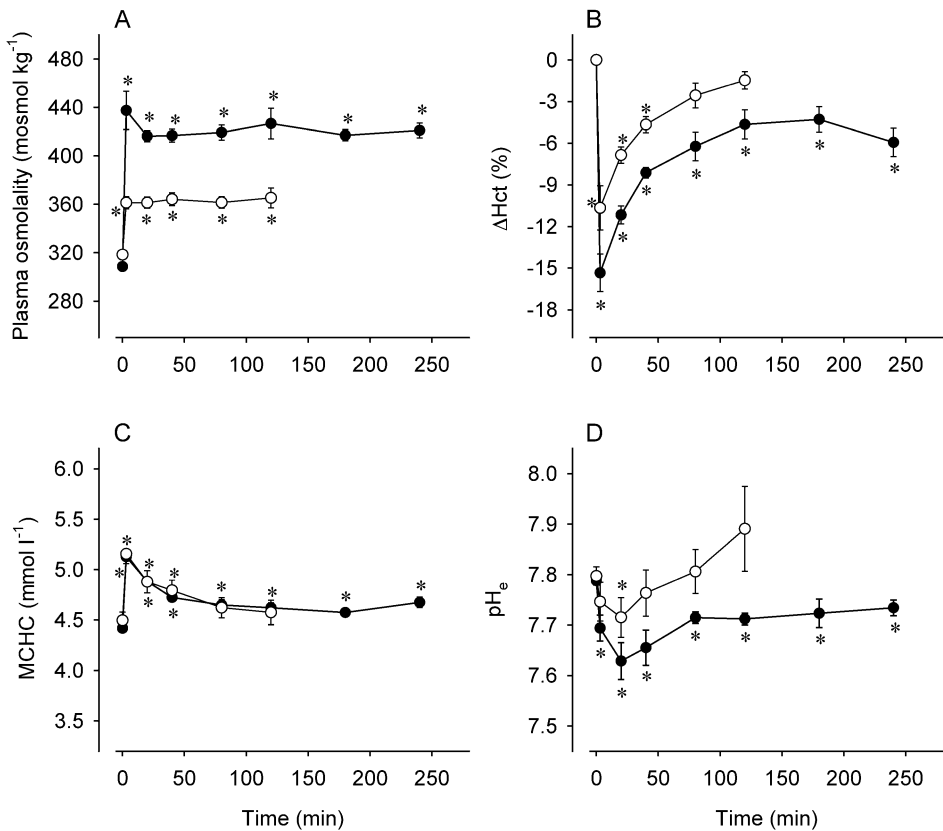 A
Plasma osmolality (mosmol kg-1)
480
440
400
360
320
280
* * * * * * *
* * * * *
0 50 100 150 200 250
B
ΔHct (%)
0
-3
-6
-9
-12
-15
-18
* * *
* * * * * * *
0 50 100 150 200 250
C
MCHC (mmol l-1)
6.0
5.5
5.0
4.5
4.0
3.5
* * * * * * *
* * *
0 50 100 150 200 250
Time (min)
D
pHe
8.0
7.9
7.8
7.7
7.6
7.5
*
* * * * * * *
0 50 100 150 200 250
Time (min)